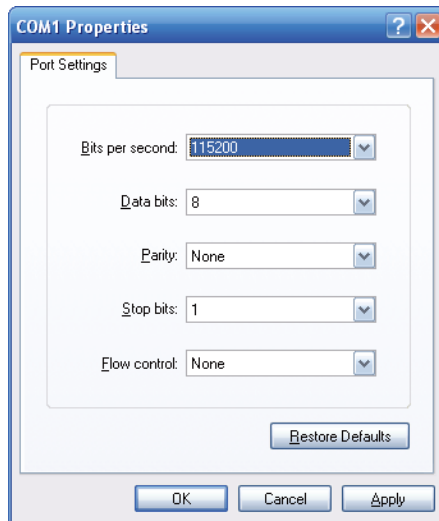 COM1 Properties
Port Settings
Bits per second: 115200
Data bits: 8
Parity: None
Stop bits: 1
Flow control: None
Restore Defaults
OK Cancel Apply